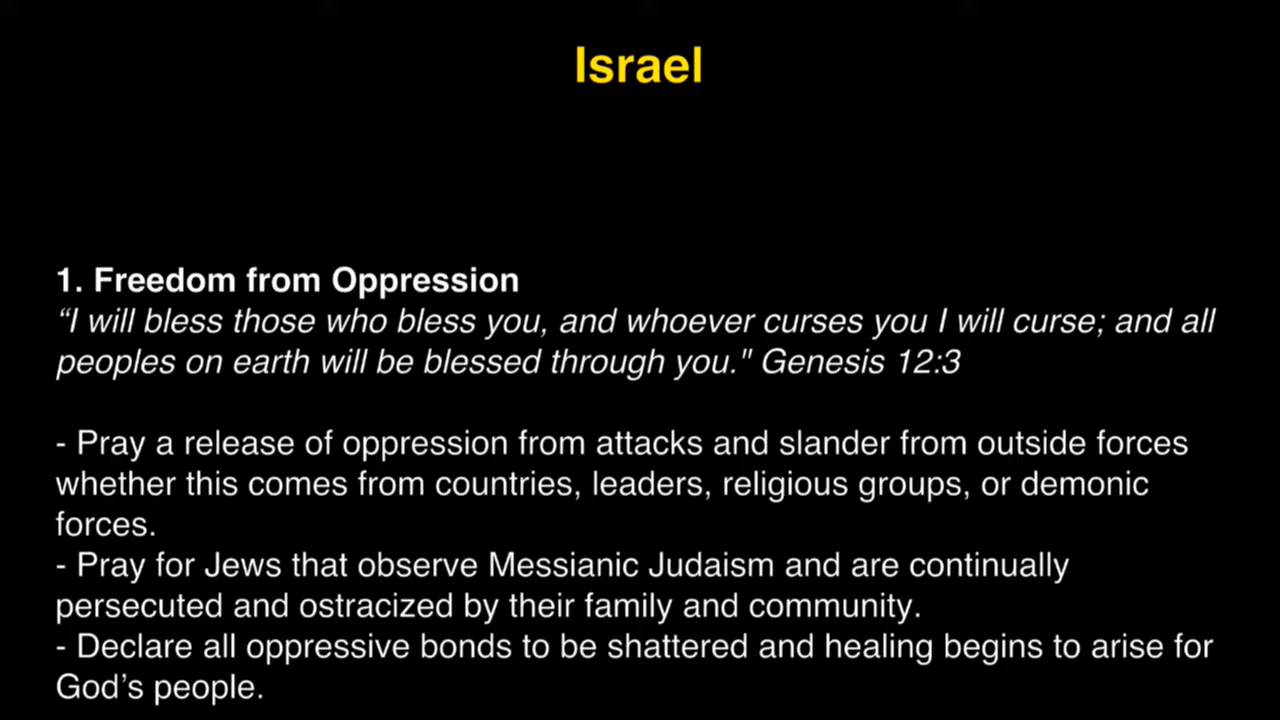 Israel
1. Freedom from Oppression
“I will bless those who bless you, and whoever curses you I will curse; and all
peoples on earth will be blessed through you." Genesis 12:3
- Pray a release of oppression from attacks and slander from outside forces
whether this comes from countries, leaders, religious groups, or demonic
forces.
- Pray for Jews that observe Messianic Judaism and are continually
persecuted and ostracized by their family and community.
- Declare all oppressive bonds to be shattered and healing begins to arise for
God’s people.